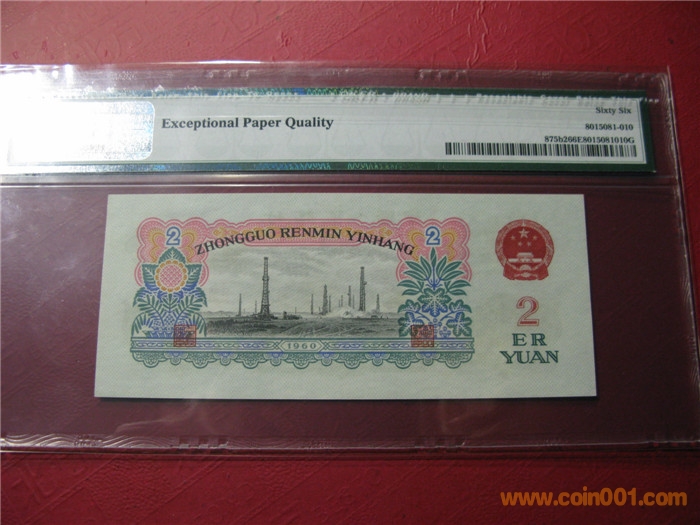 Sixty Six
Exceptional Paper Quality
8015081-010
875b266E8015081010G
2
2
ZHONGGUO RENMIN YINHANG
2
ER
YUAN
1960
www.coin001.com